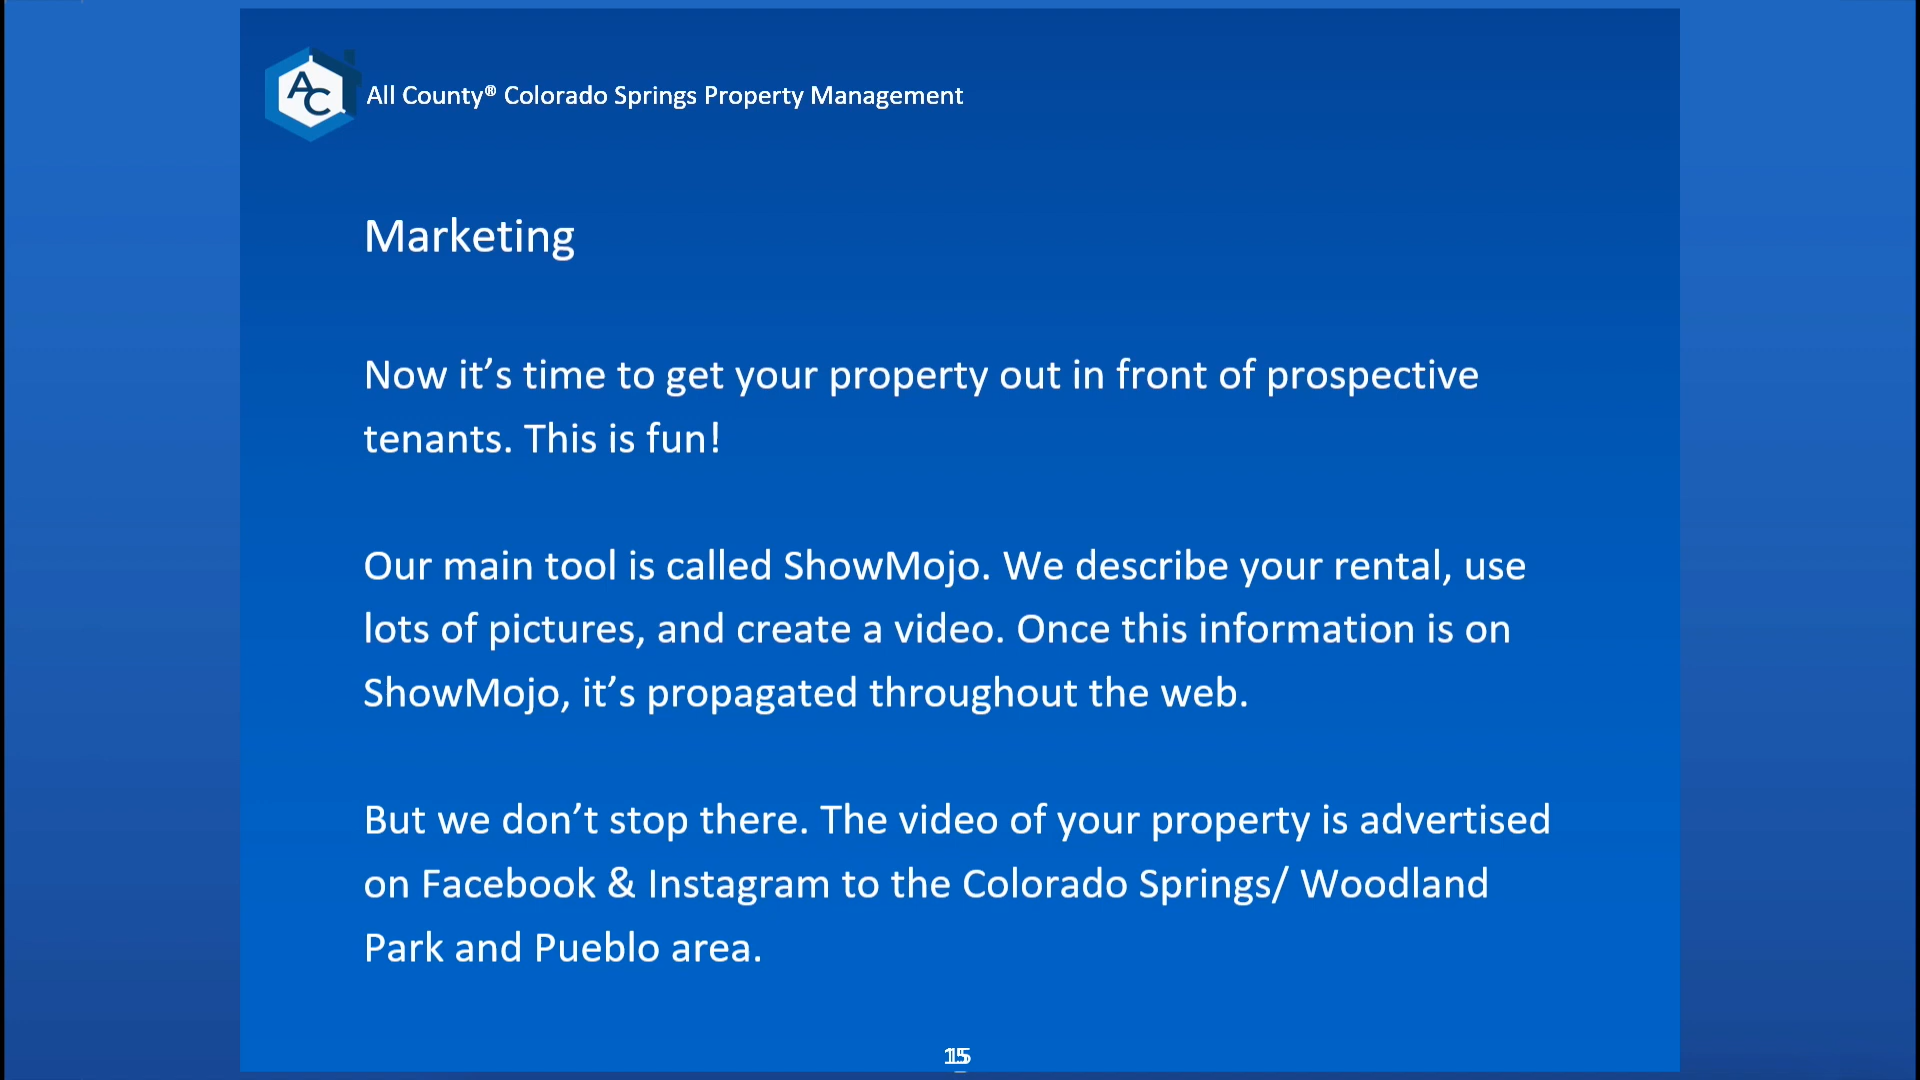 AC
All County® Colorado Springs Property Management
Marketing
Now it’s time to get your property out in front of prospective
tenants. This is fun!
Our main tool is called ShowMojo. We describe your rental, use
lots of pictures, and create a video. Once this information is on
ShowMojo, it’s propagated throughout the web.
But we don’t stop there. The video of your property is advertised
on Facebook & Instagram to the Colorado Springs/ Woodland
Park and Pueblo area.
15